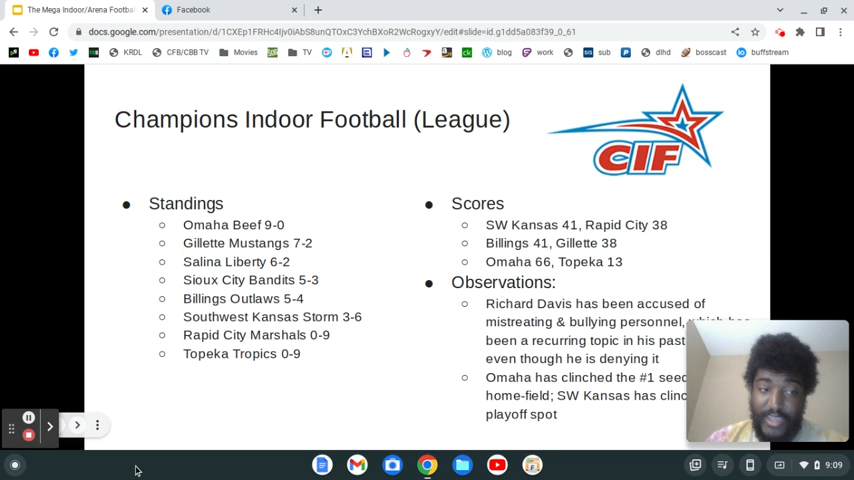 The Mega Indoor/Arena Footba
Facebook
docs.google.com/presentation/d/1CXEp1FRHc4Ijv0iAbS8unQTOxC3YchBXoR2WcRogxyY/edit#slide=id.g1dd5a083f39_0_61
KRDL
CFB/CBB TV
Movies
TV
blog
work
sub
dlhd
bosscast
buffstream
Champions Indoor Football (League)
CIF
Standings
Omaha Beef 9-0
Gillette Mustangs 7-2
Salina Liberty 6-2
Sioux City Bandits 5-3
Billings Outlaws 5-4
Southwest Kansas Storm 3-6
Rapid City Marshals 0-9
Topeka Tropics 0-9
Scores
SW Kansas 41, Rapid City 38
Billings 41, Gillette 38
Omaha 66, Topeka 13
Observations:
Richard Davis has been accused of
mistreating & bullying personnel, which has
been a recurring topic in his past
even though he is denying it
Omaha has clinched the #1 seed
home-field; SW Kansas has clinc
playoff spot
9:09